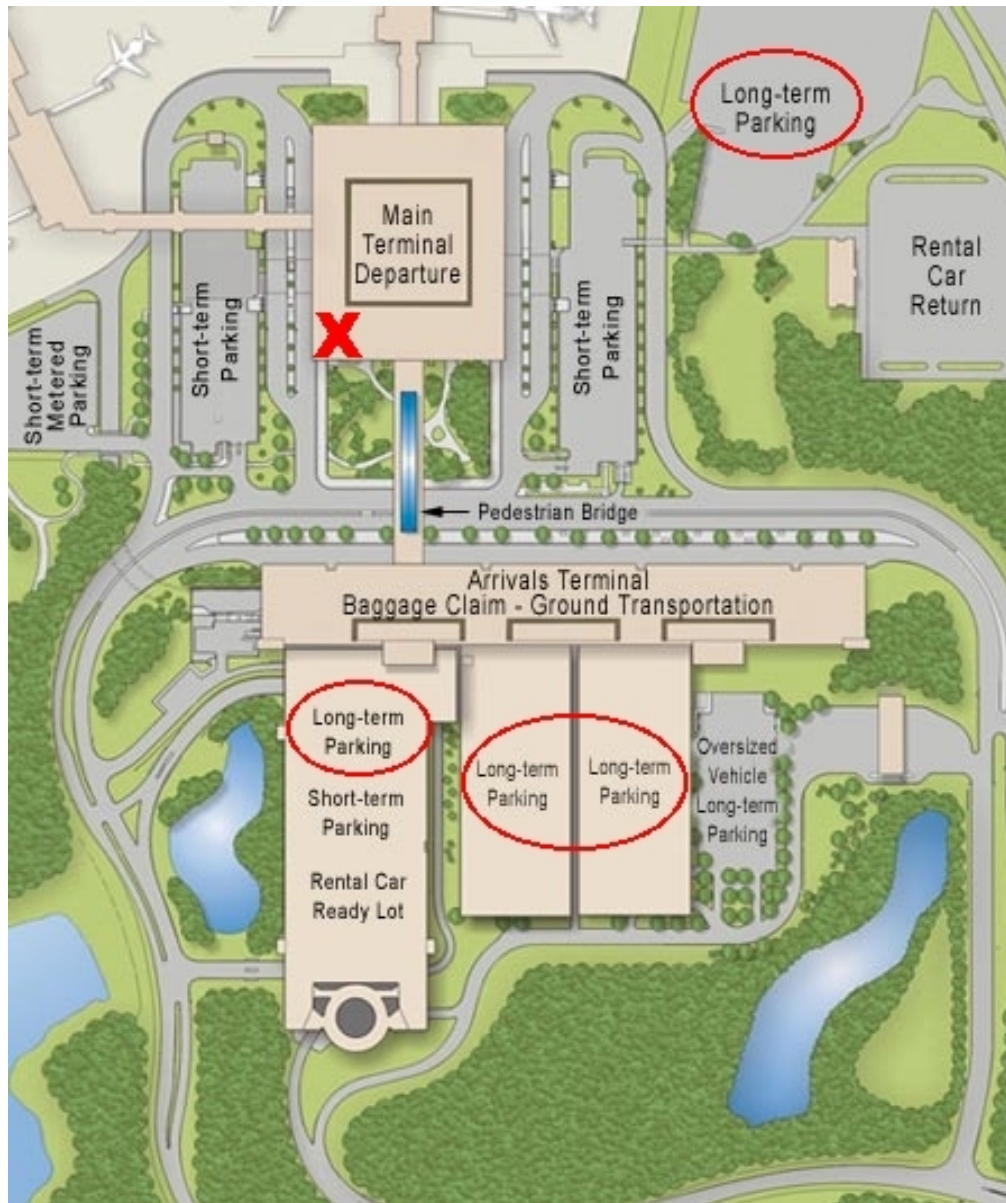 Long-term
Parking
Main
Terminal
Departure
Rental
Car
Return
Short-term
Metered
Parking
Short-term
Parking
X
Short-term
Parking
Pedestrian Bridge
Arrivals Terminal
Baggage Claim - Ground Transportation
Long-term
Parking
Short-term
Parking
Rental Car
Ready Lot
Long-term
Parking
Long-term
Parking
Oversized
Vehicle
Long-term
Parking